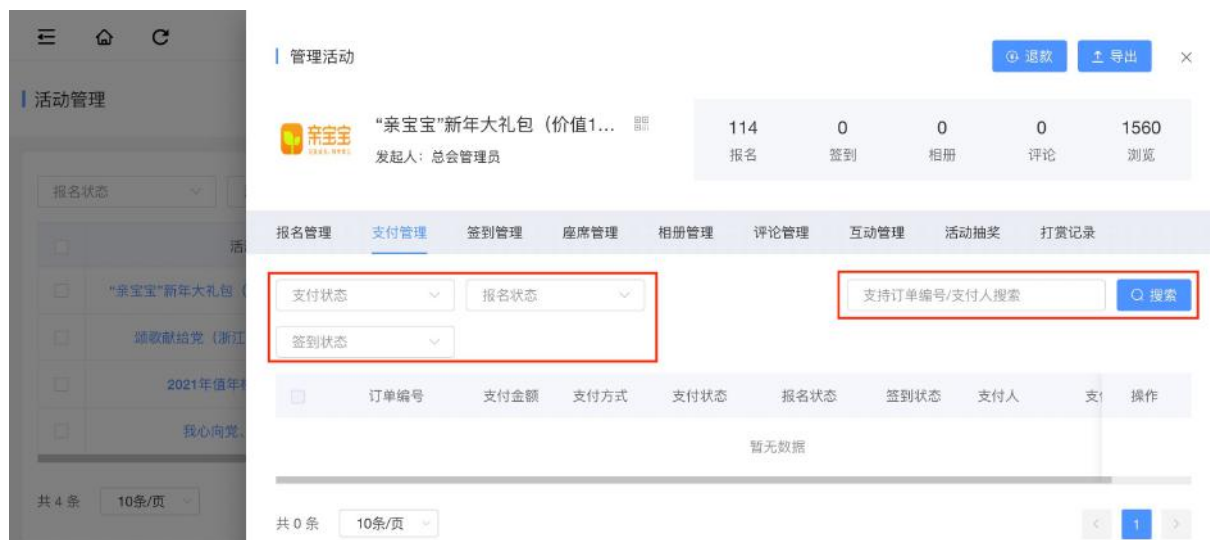 管理活动
退款
导出
活动管理
亲宝宝
“亲宝宝”新年大礼包（价值1...
发起人：总会管理员
114
0
0
0
1560
报名
签到
相册
评论
浏览
报名状态
报名管理
支付管理
签到管理
座席管理
相册管理
评论管理
互动管理
活动抽奖
打赏记录
活
支付状态
报名状态
支持订单编号/支付人搜索
搜索
“亲宝宝”新年大礼包（
签到状态
颂歌献给党（浙江
2021年值年
订单编号
支付金额
支付方式
支付状态
报名状态
签到状态
支付人
支
操作
我心向党、
暂无数据
共 4 条
10条/页
共 0 条
10条/页
1